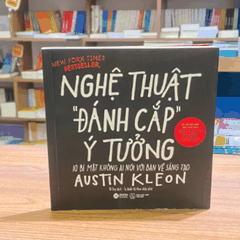 NEW YORK TIMES
BESTSELLER
NGHỆ THUẬT
"ĐÁNH CẮP"
Ý TƯỞNG
10 BÍ MẬT KHÔNG AI NÓI VỚI BẠN VỀ SÁNG TẠO
AUSTIN KLEON